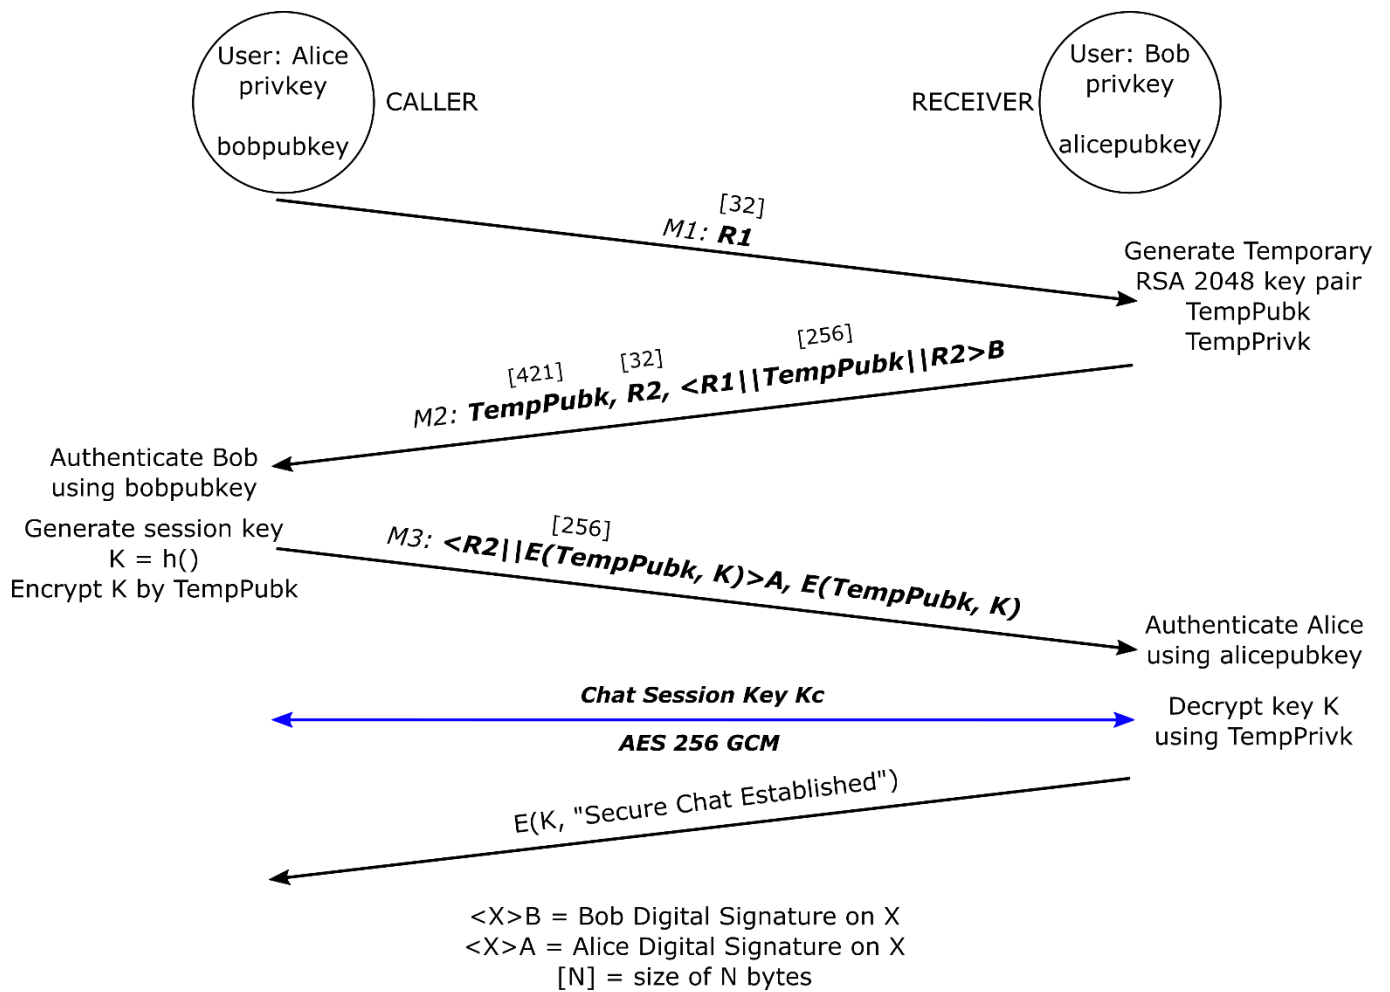 User: Alice
privkey
bobpubkey
CALLER
RECEIVER
User: Bob
privkey
alicepubkey
[32]
M1: R1
Generate Temporary
RSA 2048 key pair
TempPubk
TempPrivk
[421] [32] [256]
M2: TempPubk, R2, <R1||TempPubk||R2>B
Authenticate Bob
using bobpubkey
Generate session key
K = h()
Encrypt K by TempPubk
[256]
M3: <R2||E(TempPubk, K)>A, E(TempPubk, K)
Authenticate Alice
using alicepubkey
Chat Session Key Kc
AES 256 GCM
Decrypt key K
using TempPrivk
E(K, "Secure Chat Established")
<X>B = Bob Digital Signature on X
<X>A = Alice Digital Signature on X
[N] = size of N bytes